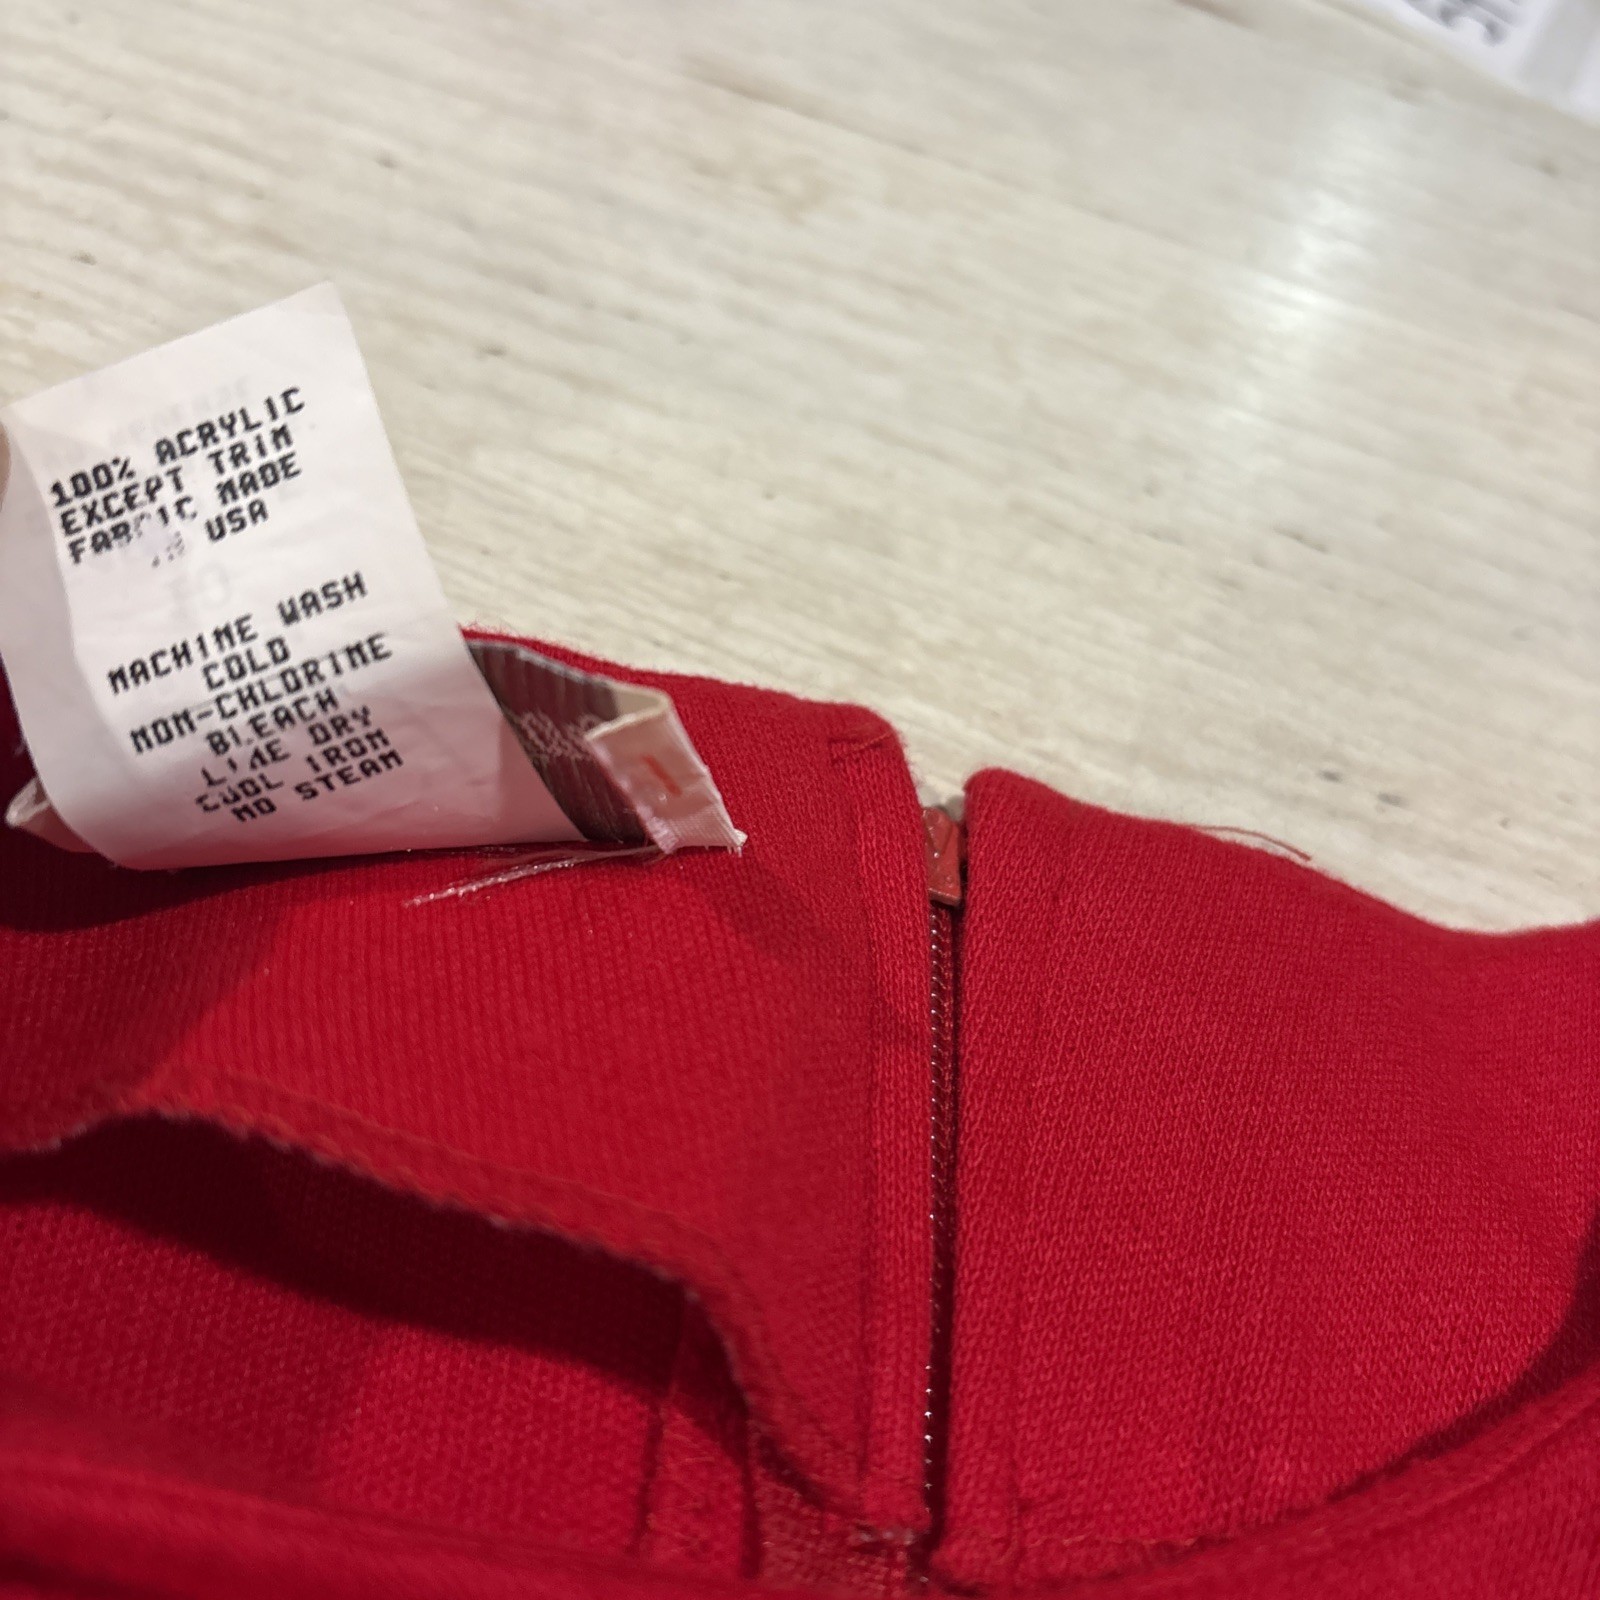 100% ACRYLIC
EXCEPT TRIM
FABRIC MADE
IN USA
MACHINE WASH
COLD
NON-CHLORINE
BLEACH
LINE DRY
COOL IRON
NO STEAM